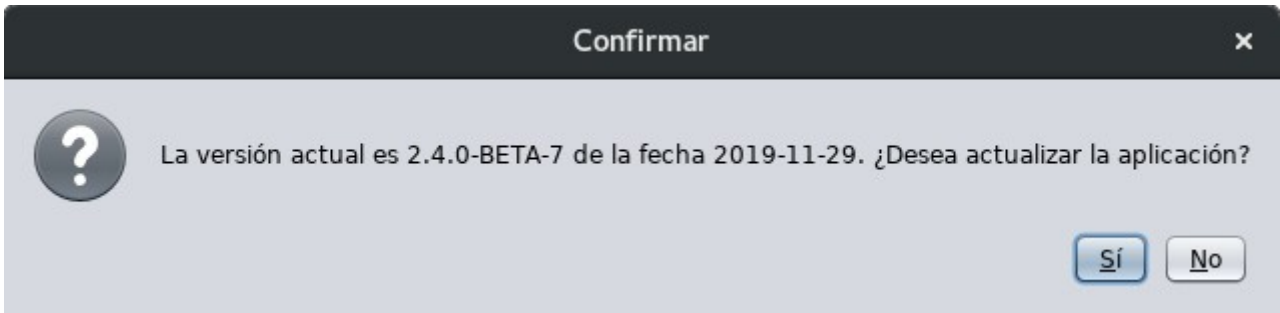 Confirmar
La versión actual es 2.4.0-BETA-7 de la fecha 2019-11-29. ¿Desea actualizar la aplicación?
Sí No